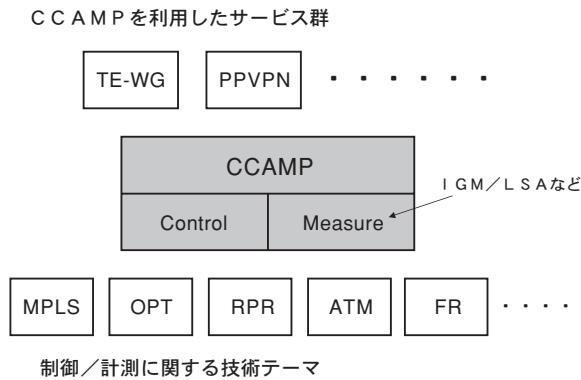 ＣＣＡＭＰを利用したサービス群
TE-WG PPVPN ・・・・・・
CCAMP
ＩＧＭ／ＬＳＡなど
Control Measure
MPLS OPT RPR ATM FR ・・・・
制御／計測に関する技術テーマ